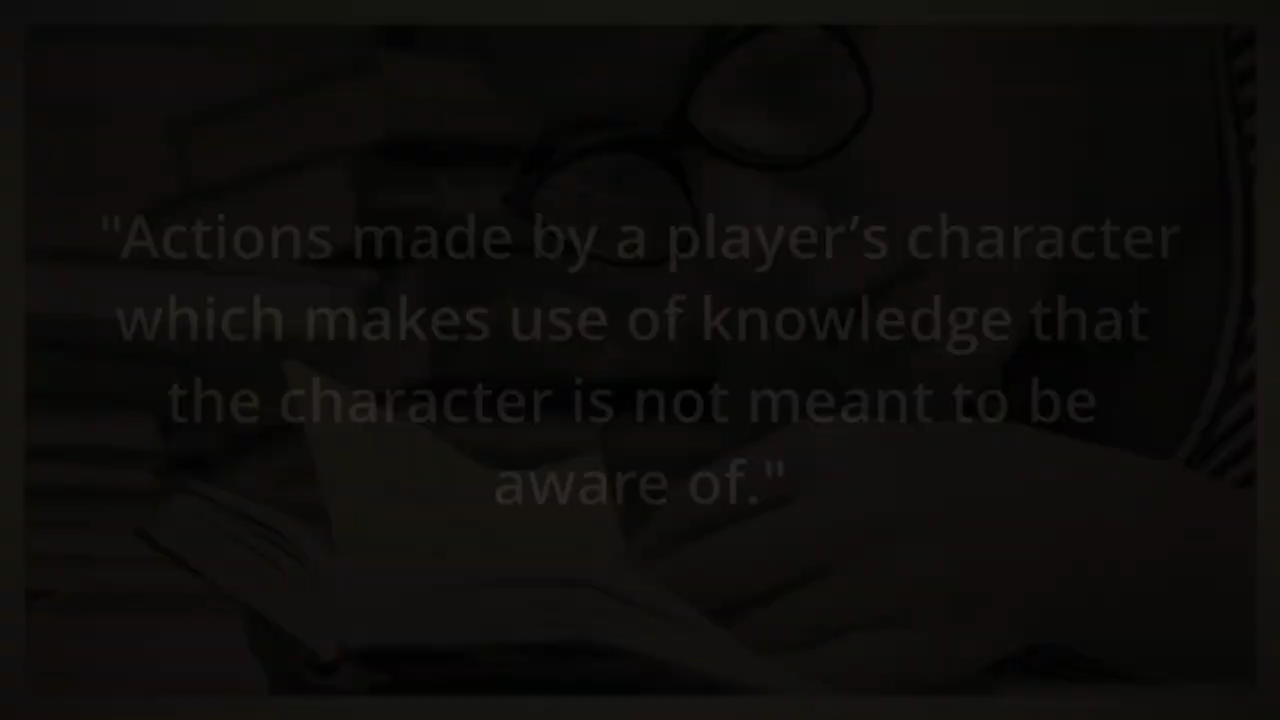 "Actions made by a player’s character
which makes use of knowledge that
the character is not meant to be
aware of."